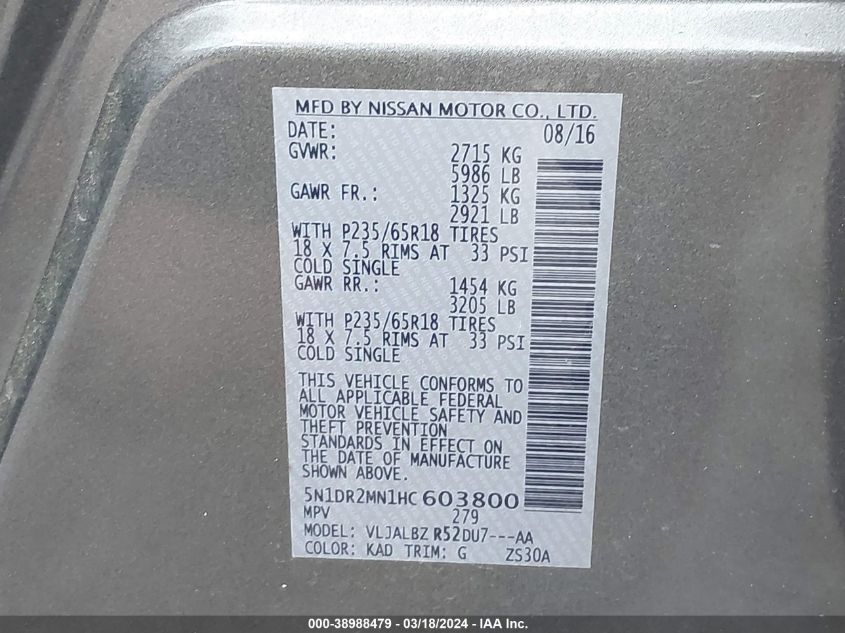 MFD BY NISSAN MOTOR CO., LTD.
DATE: 08/16
GVWR: 2715 KG
5986 LB
GAWR FR.: 1325 KG
2921 LB
WITH P235/65R18 TIRES
18 X 7.5 RIMS AT 33 PSI
COLD SINGLE
GAWR RR.: 1454 KG
3205 LB
WITH P235/65R18 TIRES
18 X 7.5 RIMS AT 33 PSI
COLD SINGLE
THIS VEHICLE CONFORMS TO
ALL APPLICABLE FEDERAL
MOTOR VEHICLE SAFETY AND
THEFT PREVENTION
STANDARDS IN EFFECT ON
THE DATE OF MANUFACTURE
SHOWN ABOVE.
5N1DR2MN1HC603800
MPV 279
MODEL: VLJALBZ R52DU7---AA
COLOR: KAD TRIM: G ZS30A
000-38988479 - 03/18/2024 - IAAI, Inc.